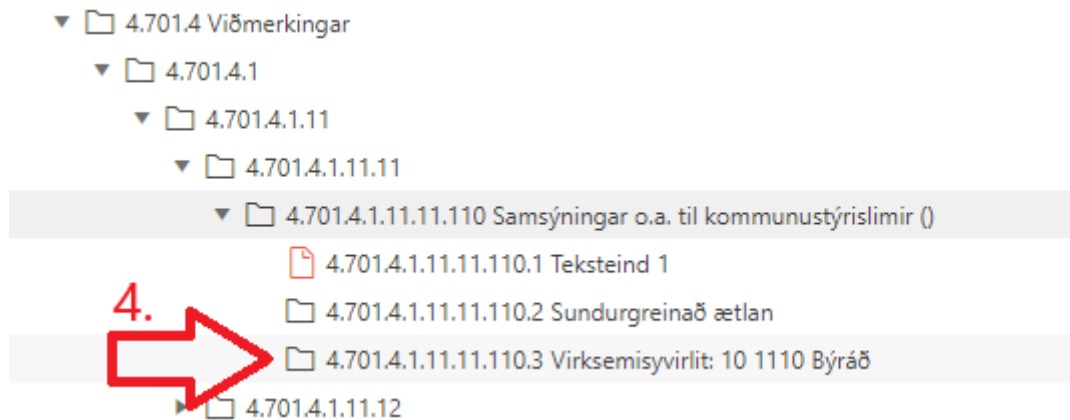 4.701.4 Viðmerkingar
4.701.4.1
4.701.4.1.11
4.701.4.1.11.11
4.701.4.1.11.11.110 Samsýningar o.a. til kommunustýrislimir ()
4.701.4.1.11.11.110.1 Teksteind 1
4.701.4.1.11.11.110.2 Sundurgreinað ætlan
4.
4.701.4.1.11.11.110.3 Virksemisyvirlit: 10 1110 Býráð
4.701.4.1.11.12